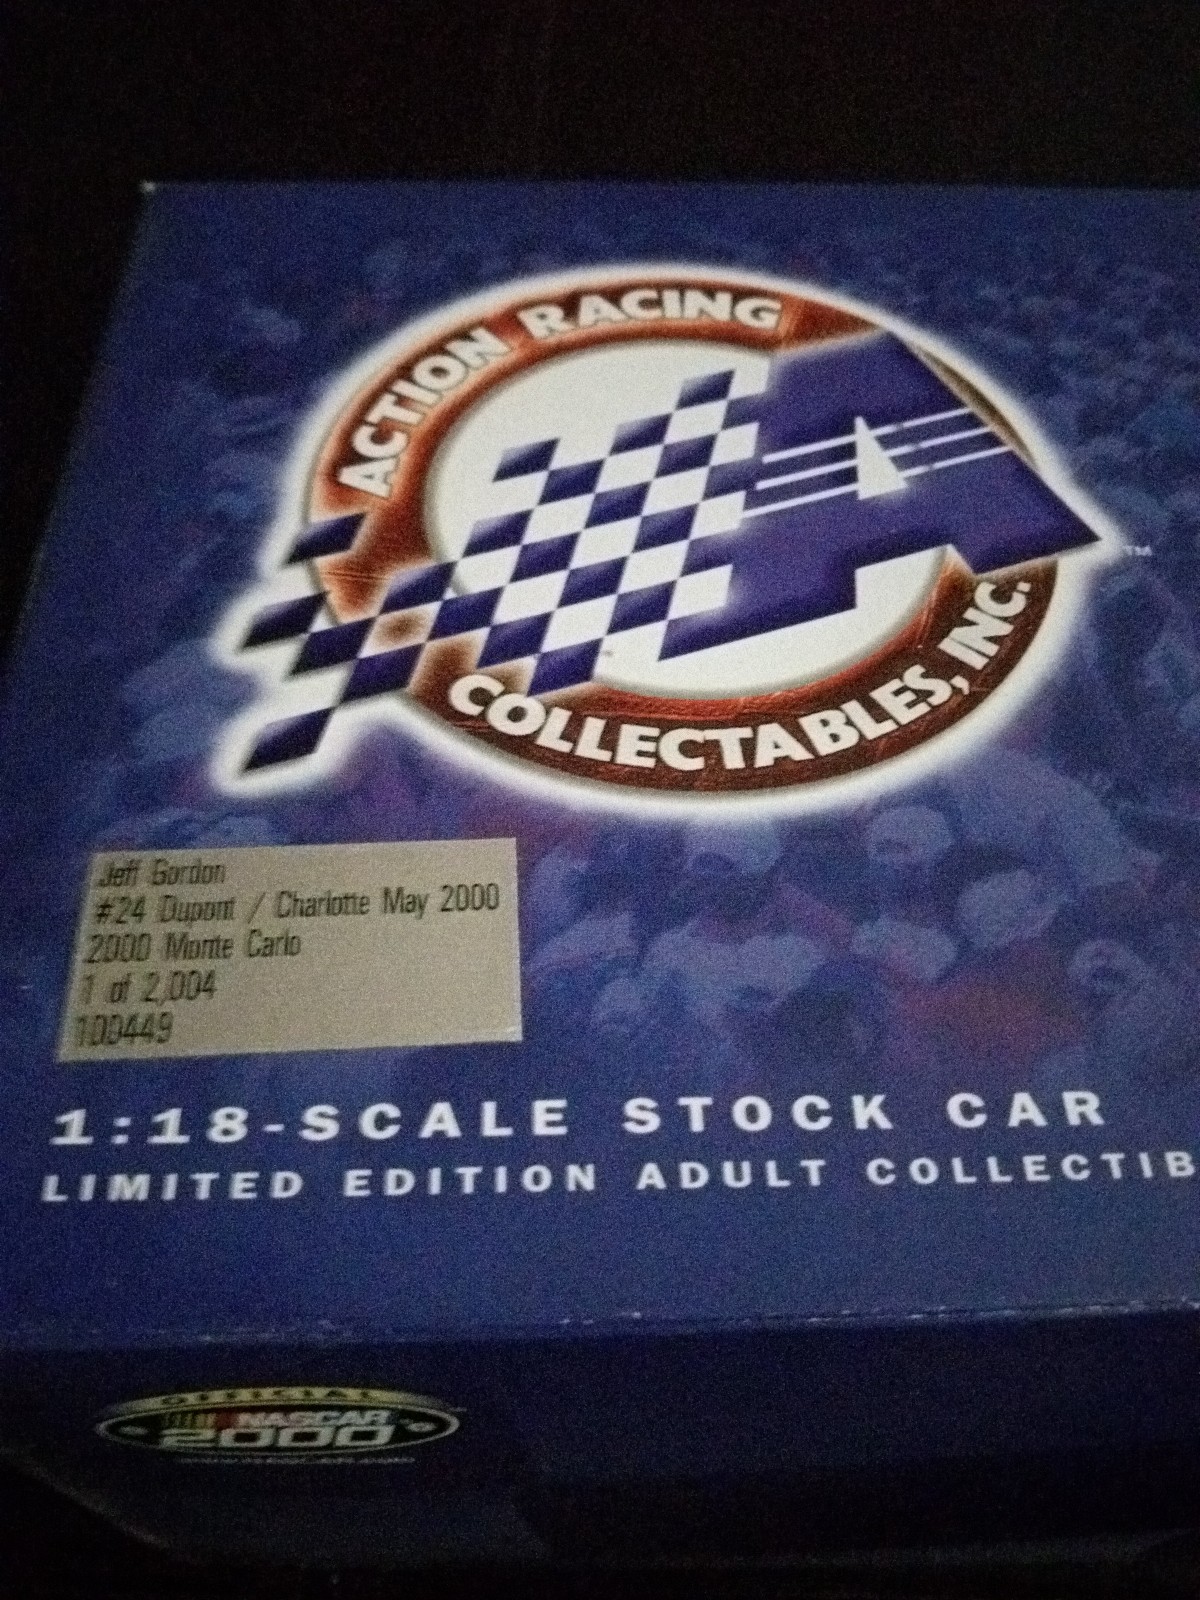 ACTION RACING
COLLECTABLES, INC.
TM
Jeff Gordon
#24 Dupont / Charlotte May 2000
2000 Monte Carlo
1 of 2,004
100449
1:18-SCALE STOCK CAR
LIMITED EDITION ADULT COLLECTIB
OFFICIAL
NASCAR
2000